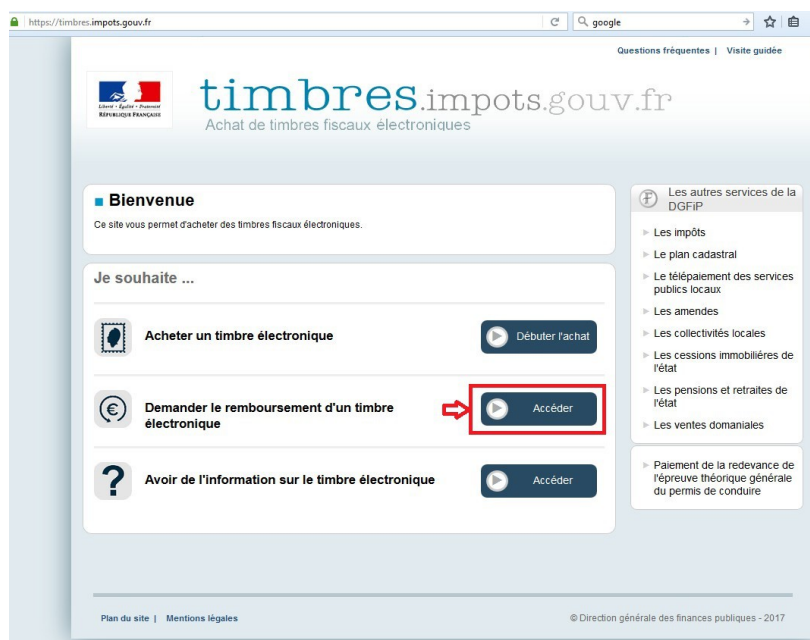 https://timbres.impots.gouv.fr
google
Questions fréquentes | Visite guidée
Liberté • Égalité • Fraternité
RÉPUBLIQUE FRANÇAISE
timbres.impots.gouv.fr
Achat de timbres fiscaux électroniques
Bienvenue
Ce site vous permet d'acheter des timbres fiscaux électroniques.
Je souhaite ...
Acheter un timbre électronique
Débuter l'achat
Demander le remboursement d'un timbre
électronique
Accéder
Avoir de l'information sur le timbre électronique
Accéder
Les autres services de la
DGFiP
Les impôts
Le plan cadastral
Le télépaiement des services
publics locaux
Les amendes
Les collectivités locales
Les cessions immobilières de
l'état
Les pensions et retraites de
l'état
Les ventes domaniales
Paiement de la redevance de
l'épreuve théorique générale
du permis de conduire
Plan du site | Mentions légales
© Direction générale des finances publiques - 2017